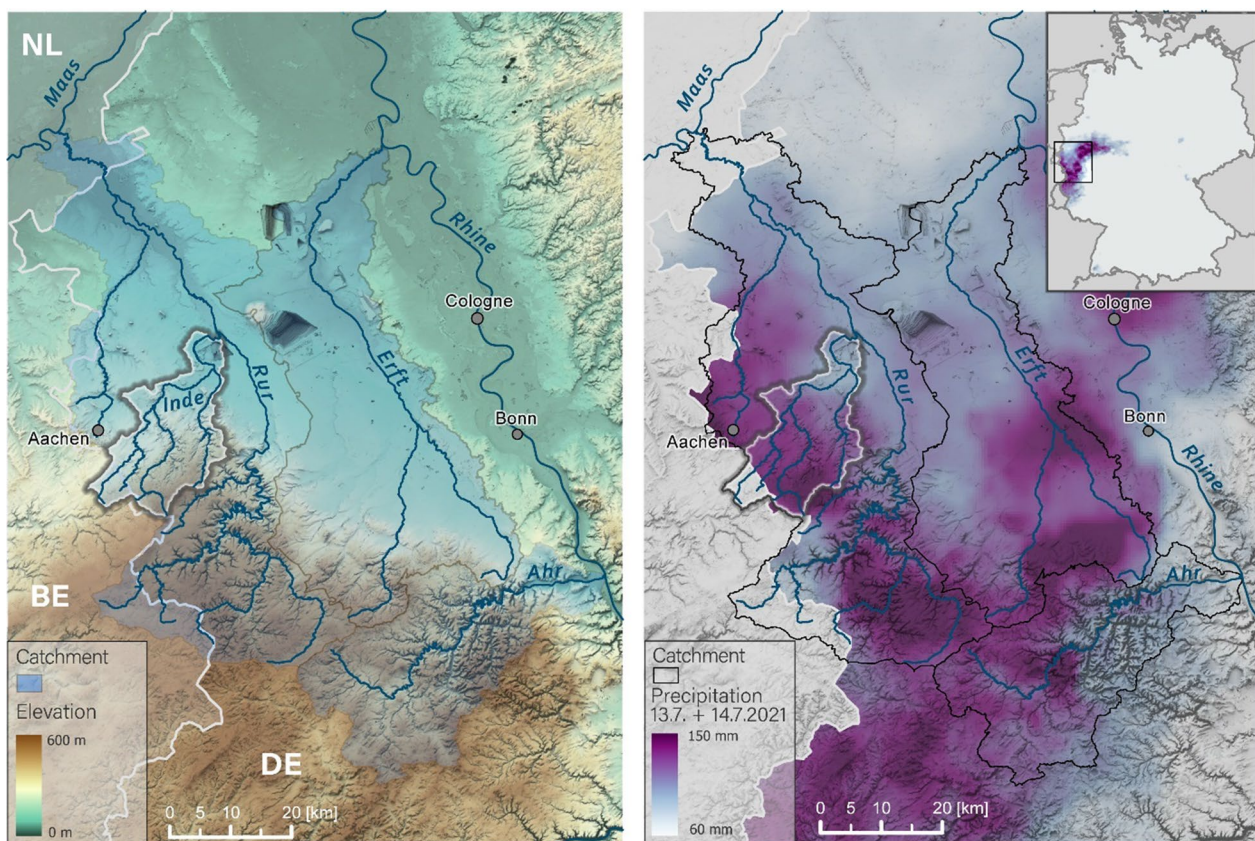 NL
Maas
Rhine
Cologne
Rur
Erft
Inde
Aachen
Bonn
Ahr
BE
DE
Catchment
Elevation
600 m
0 m
0 5 10 20 [km]
Maas
Cologne
Erft
Rur
Aachen
Bonn
Rhine
Ahr
Catchment
Precipitation
13.7. + 14.7.2021
150 mm
60 mm
0 5 10 20 [km]